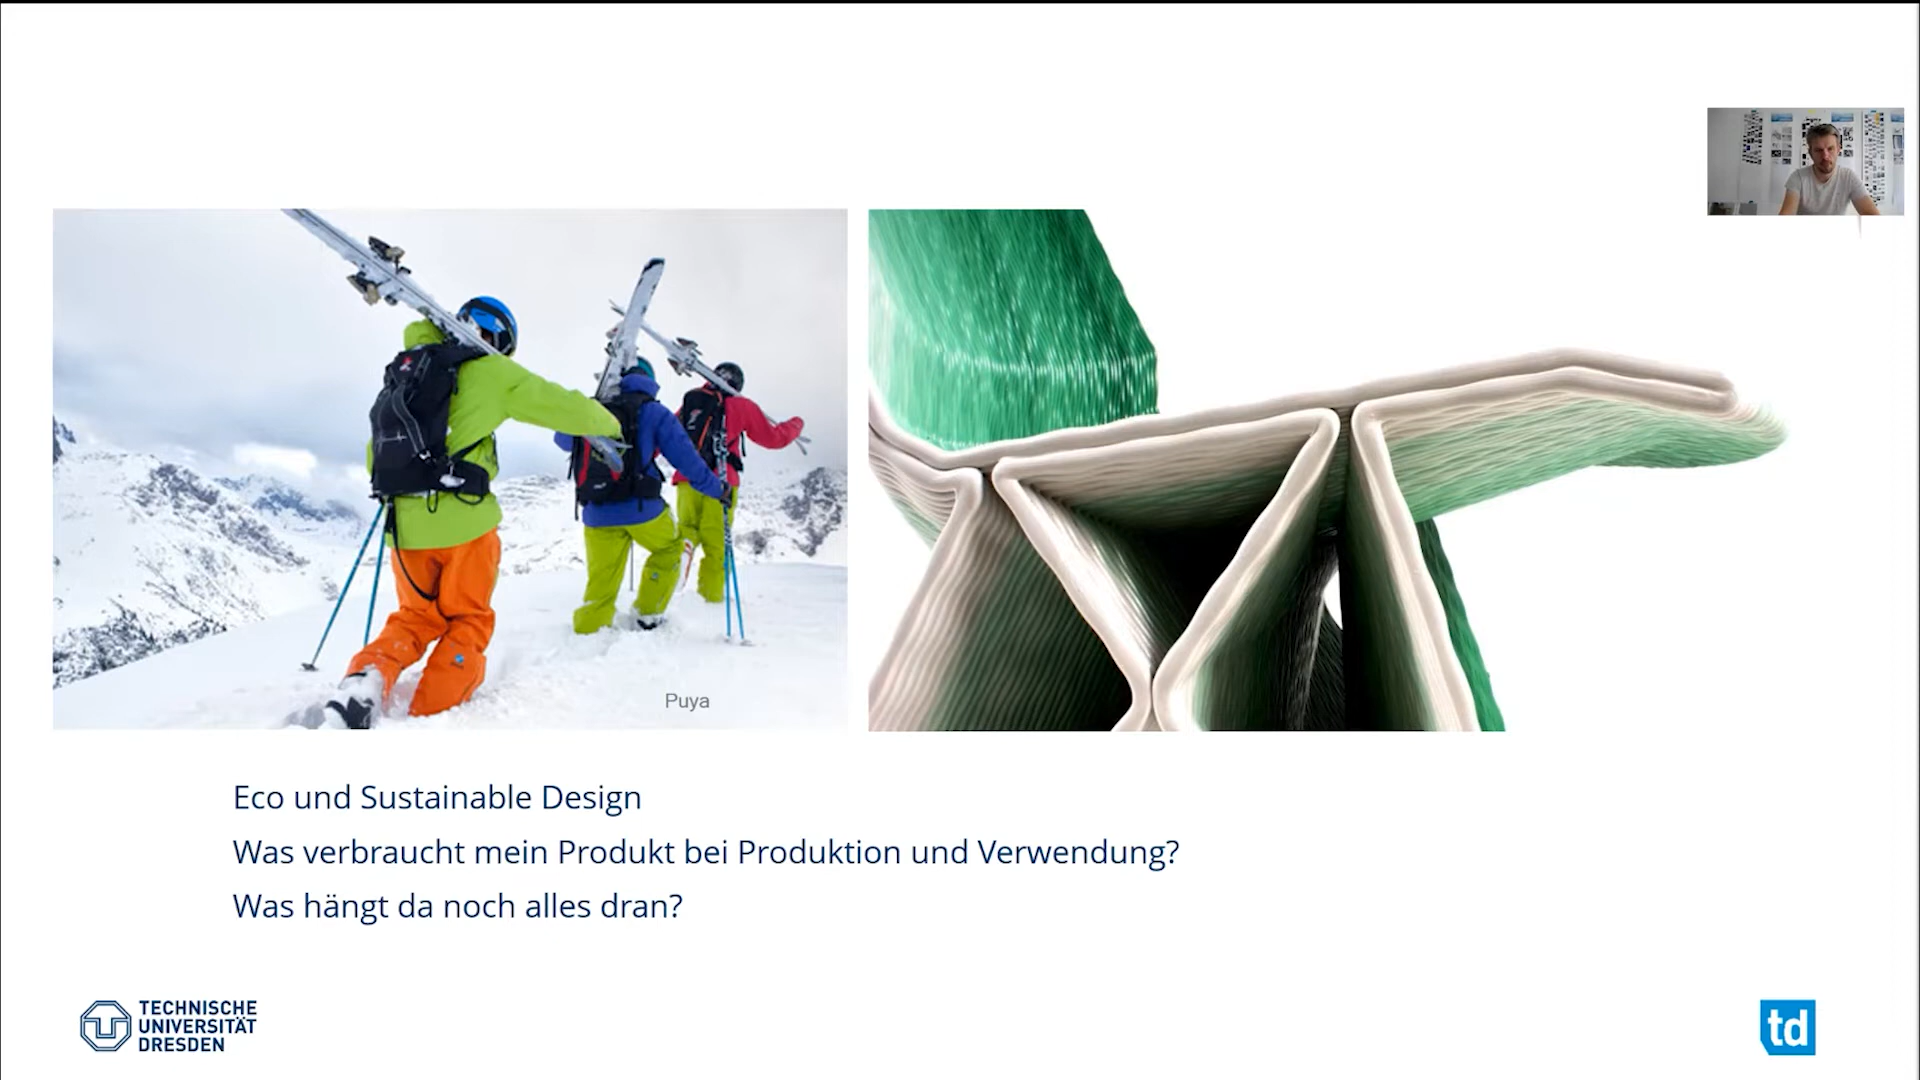 Puya
Eco und Sustainable Design
Was verbraucht mein Produkt bei Produktion und Verwendung?
Was hängt da noch alles dran?
TECHNISCHE
UNIVERSITÄT
DRESDEN
td